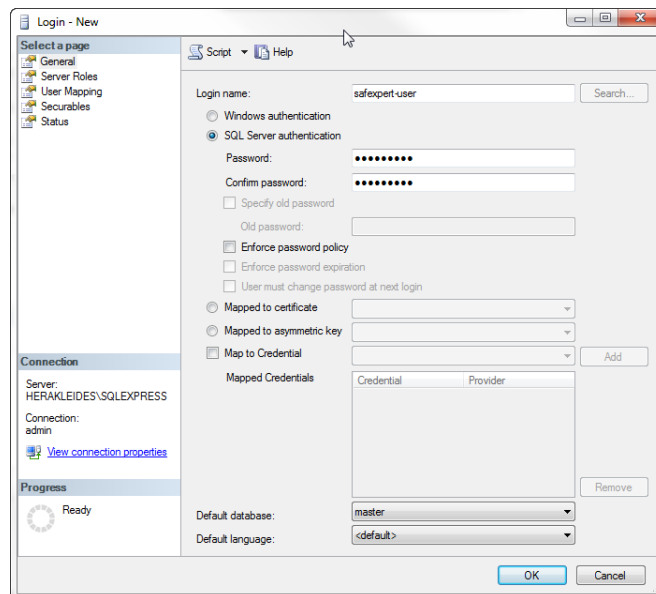 Login - New
Select a page
General
Server Roles
User Mapping
Securables
Status
Script Help
Login name: safexpert-user Search...
Windows authentication
SQL Server authentication
Password: •••••••••
Confirm password: •••••••••
Specify old password
Old password:
Enforce password policy
Enforce password expiration
User must change password at next login
Mapped to certificate
Mapped to asymmetric key
Map to Credential Add
Mapped Credentials Credential Provider
Remove
Default database: master
Default language: <default>
Connection
Server:
HERAKLEIDES\SQLEXPRESS
Connection:
admin
View connection properties
Progress
Ready
OK Cancel